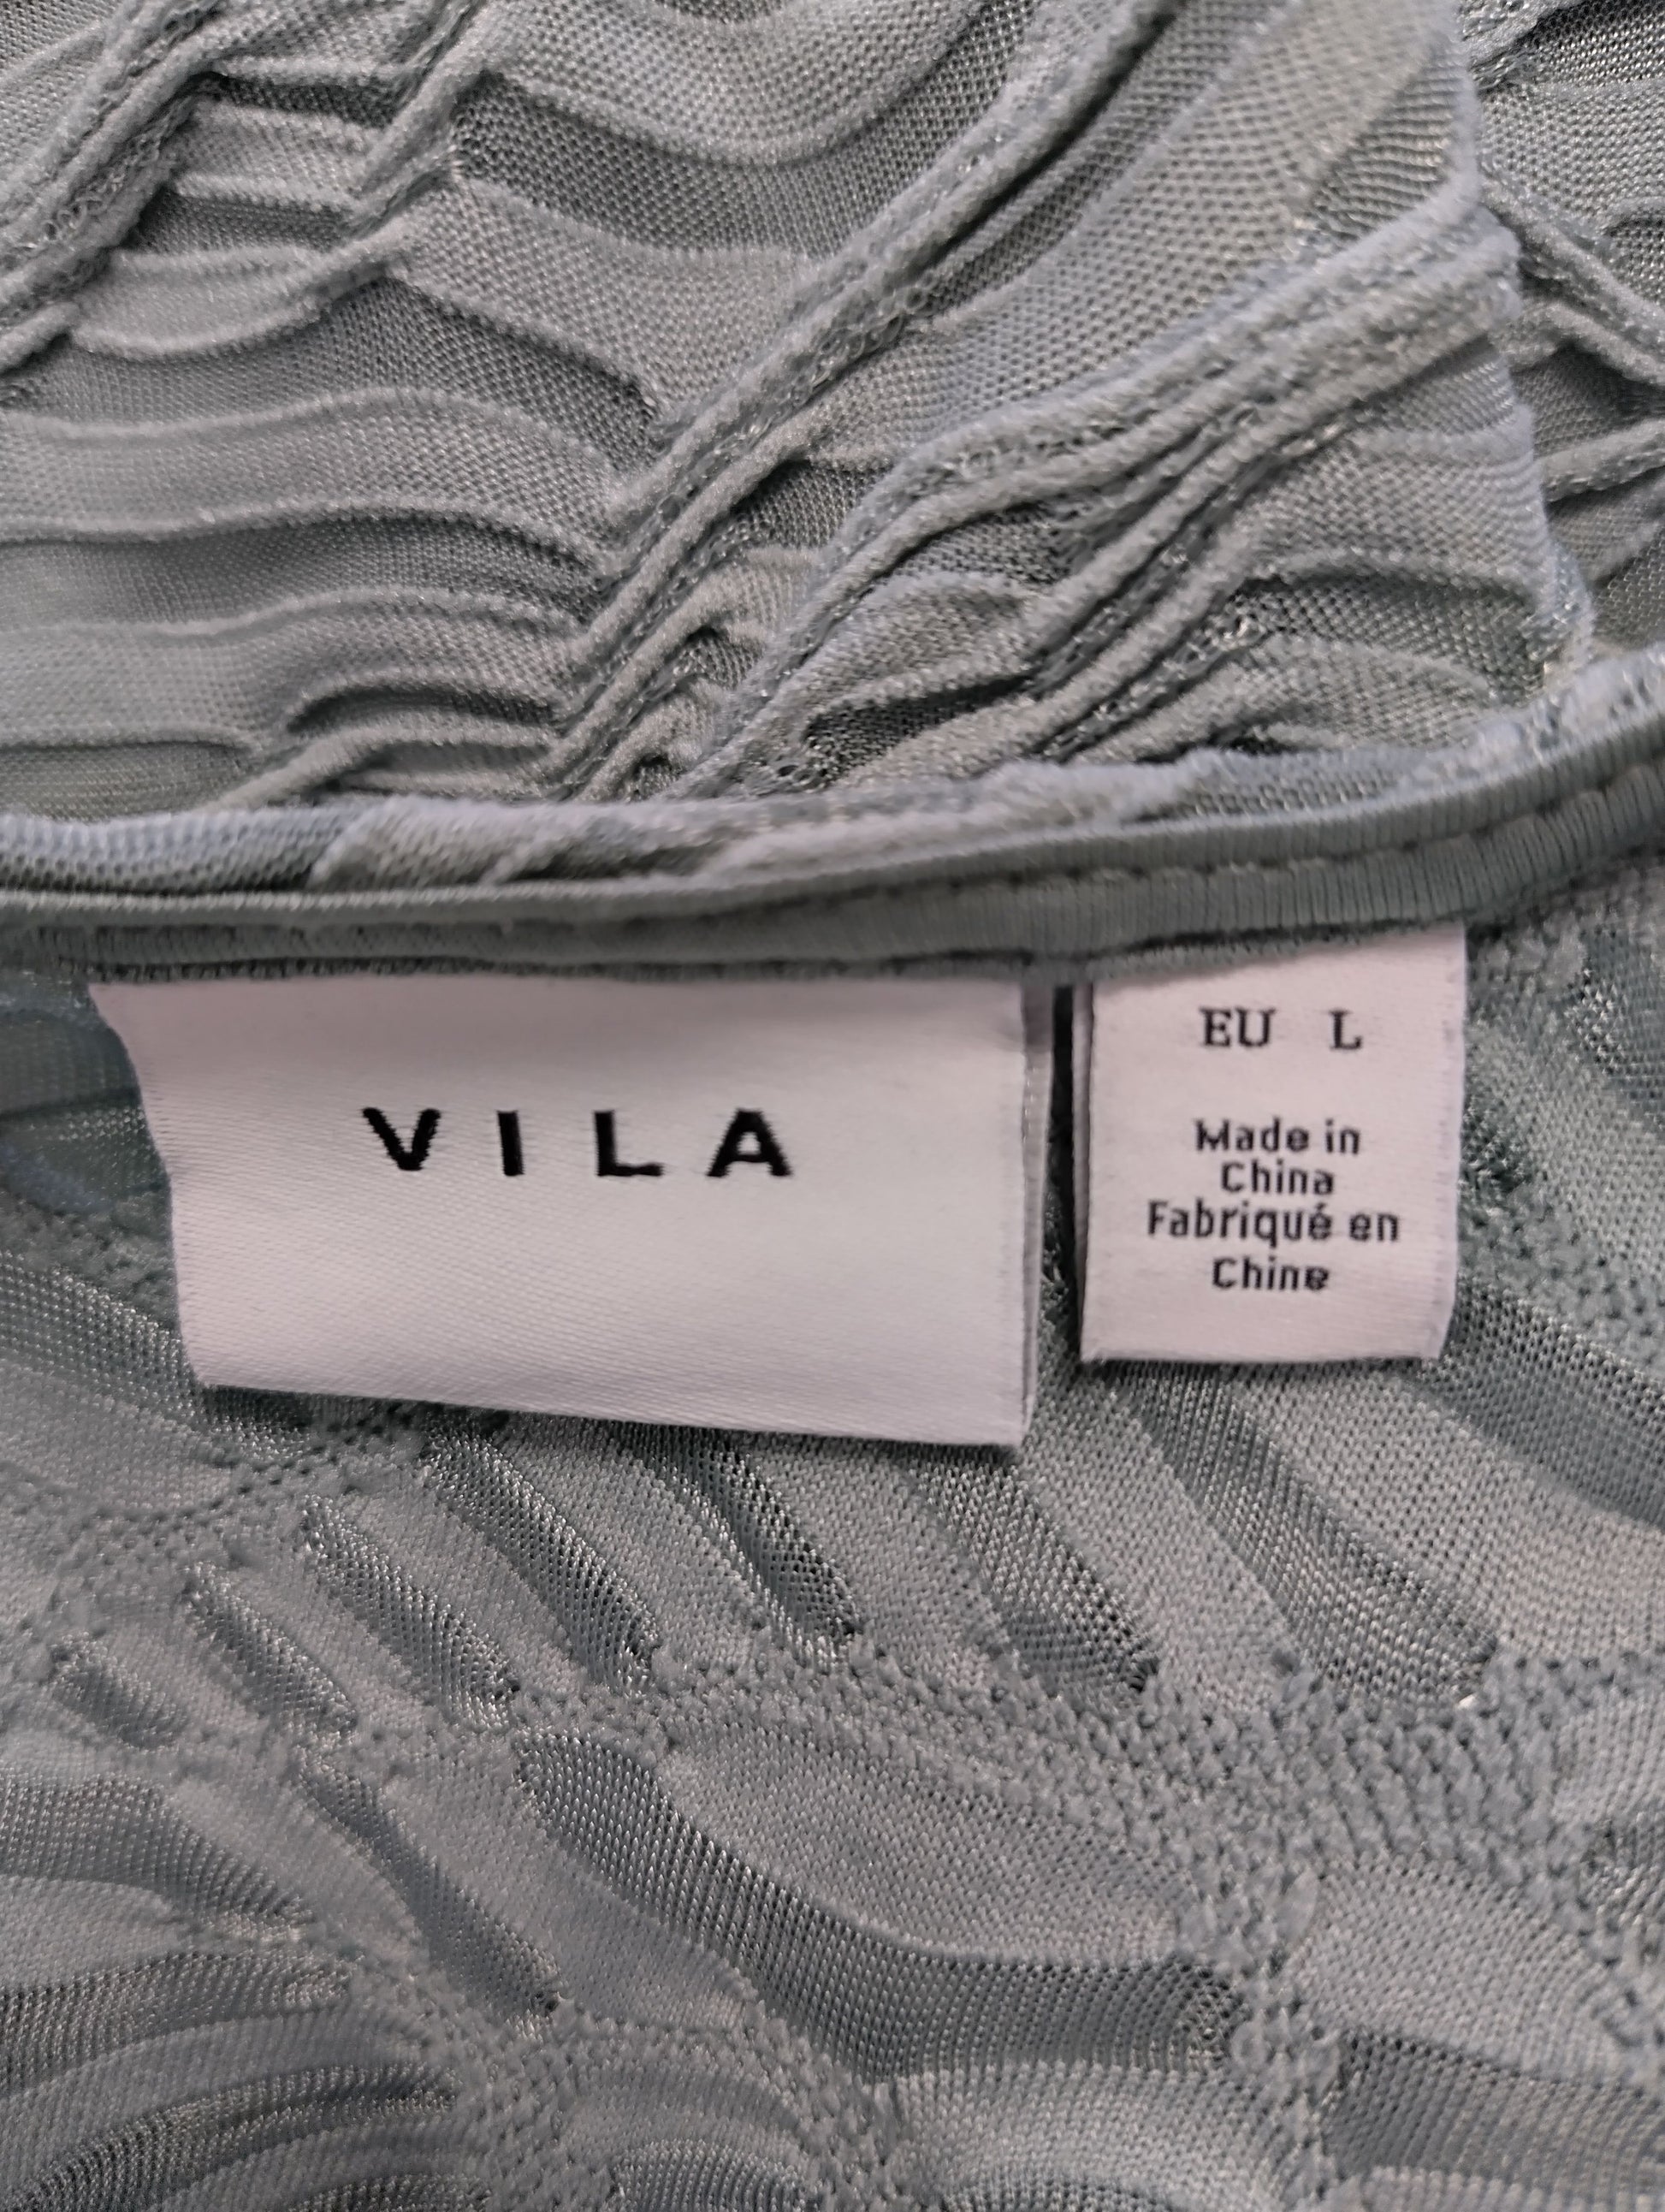 VILA
EU L
Made in
China
Fabriqué en
Chine